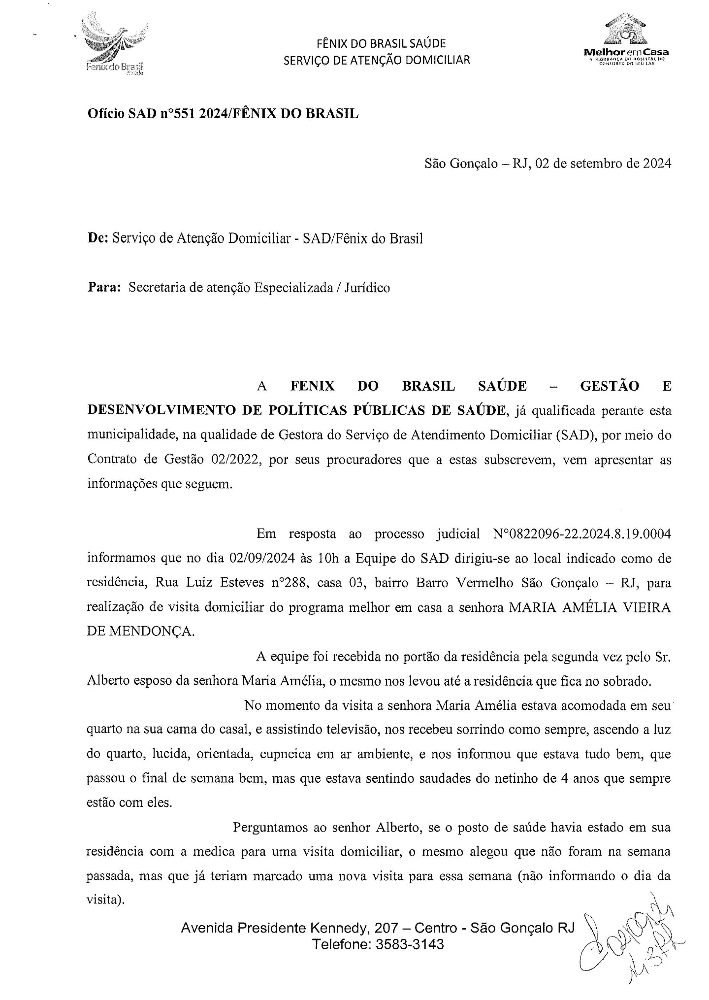 Fenix do Brasil
Saúde
FÊNIX DO BRASIL SAÚDE
SERVIÇO DE ATENÇÃO DOMICILIAR
Melhor em Casa
A SEGURANÇA DO HOSPITAL NO
CONFORTO DO SEU LAR
Ofício SAD n°551 2024/FÊNIX DO BRASIL
São Gonçalo – RJ, 02 de setembro de 2024
De: Serviço de Atenção Domiciliar - SAD/Fênix do Brasil
Para: Secretaria de atenção Especializada / Jurídico
A FENIX DO BRASIL SAÚDE – GESTÃO E
DESENVOLVIMENTO DE POLÍTICAS PÚBLICAS DE SAÚDE, já qualificada perante esta
municipalidade, na qualidade de Gestora do Serviço de Atendimento Domiciliar (SAD), por meio do
Contrato de Gestão 02/2022, por seus procuradores que a estas subscrevem, vem apresentar as
informações que seguem.
Em resposta ao processo judicial N°0822096-22.2024.8.19.0004
informamos que no dia 02/09/2024 às 10h a Equipe do SAD dirigiu-se ao local indicado como de
residência, Rua Luiz Esteves n°288, casa 03, bairro Barro Vermelho São Gonçalo – RJ, para
realização de visita domiciliar do programa melhor em casa a senhora MARIA AMÉLIA VIEIRA
DE MENDONÇA.
A equipe foi recebida no portão da residência pela segunda vez pelo Sr.
Alberto esposo da senhora Maria Amélia, o mesmo nos levou até a residência que fica no sobrado.
No momento da visita a senhora Maria Amélia estava acomodada em seu
quarto na sua cama do casal, e assistindo televisão, nos recebeu sorrindo como sempre, ascendo a luz
do quarto, lucida, orientada, eupneica em ar ambiente, e nos informou que estava tudo bem, que
passou o final de semana bem, mas que estava sentindo saudades do netinho de 4 anos que sempre
estão com eles.
Perguntamos ao senhor Alberto, se o posto de saúde havia estado em sua
residência com a medica para uma visita domiciliar, o mesmo alegou que não foram na semana
passada, mas que já teriam marcado uma nova visita para essa semana (não informando o dia da
visita).
Avenida Presidente Kennedy, 207 – Centro - São Gonçalo RJ
Telefone: 3583-3143